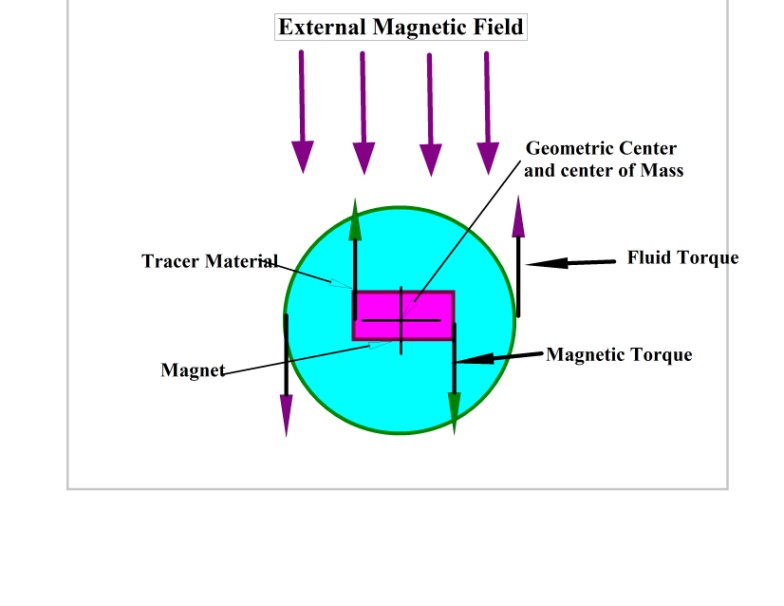 External Magnetic Field
Geometric Center
and center of Mass
Tracer Material
Fluid Torque
Magnetic Torque
Magnet